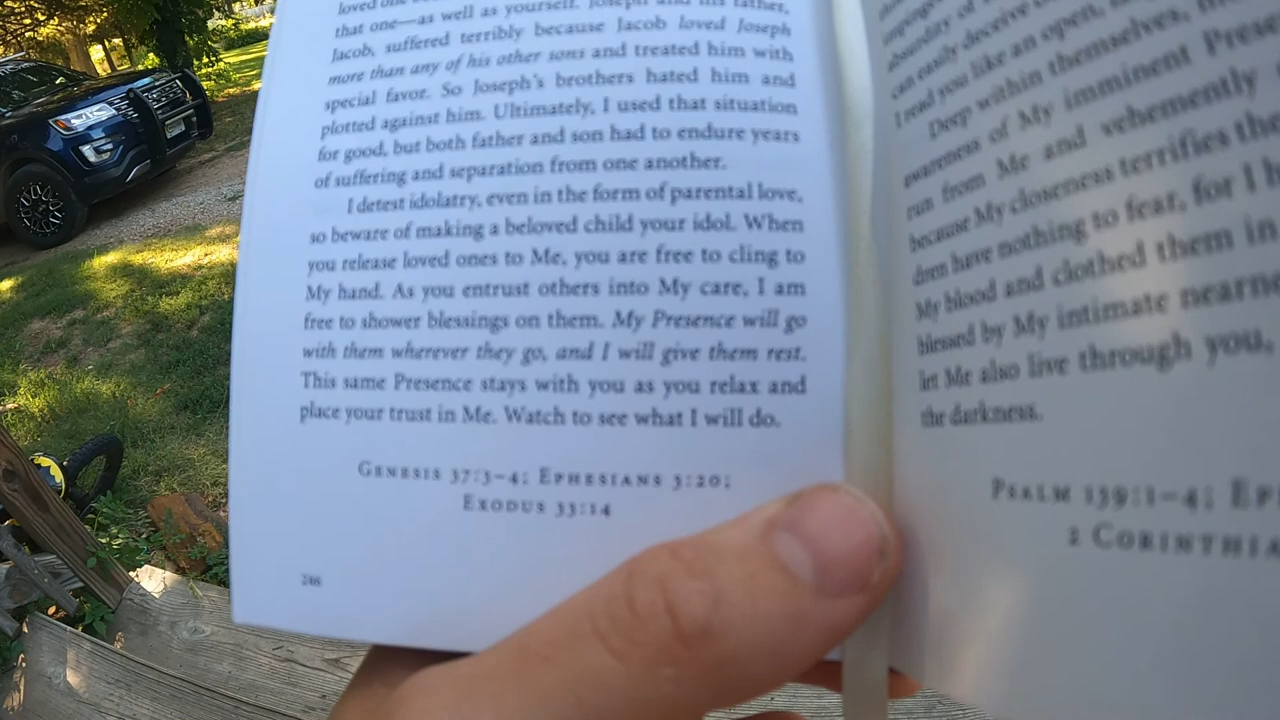 that one—as well as yourself. Joseph and his father,
Jacob, suffered terribly because Jacob loved Joseph
more than any of his other sons and treated him with
special favor. So Joseph's brothers hated him and
plotted against him. Ultimately, I used that situation
for good, but both father and son had to endure years
of suffering and separation from one another.
I detest idolatry, even in the form of parental love,
so beware of making a beloved child your idol. When
you release loved ones to Me, you are free to cling to
My hand. As you entrust others into My care, I am
free to shower blessings on them. My Presence will go
with them wherever they go, and I will give them rest.
This same Presence stays with you as you relax and
place your trust in Me. Watch to see what I will do.
GENESIS 37:3–4; EPHESIANS 3:20;
EXODUS 33:14
246
absurdity of
can easily deceive
I read you like an open,
Deep within themselves,
awareness of My imminent
run from Me and vehemently
because My closeness terrifies
dren have nothing to fear, for I
My blood and clothed them in
blessed by My intimate
let Me also live through you,
the darkness.
PSALM 139:1–4;
2